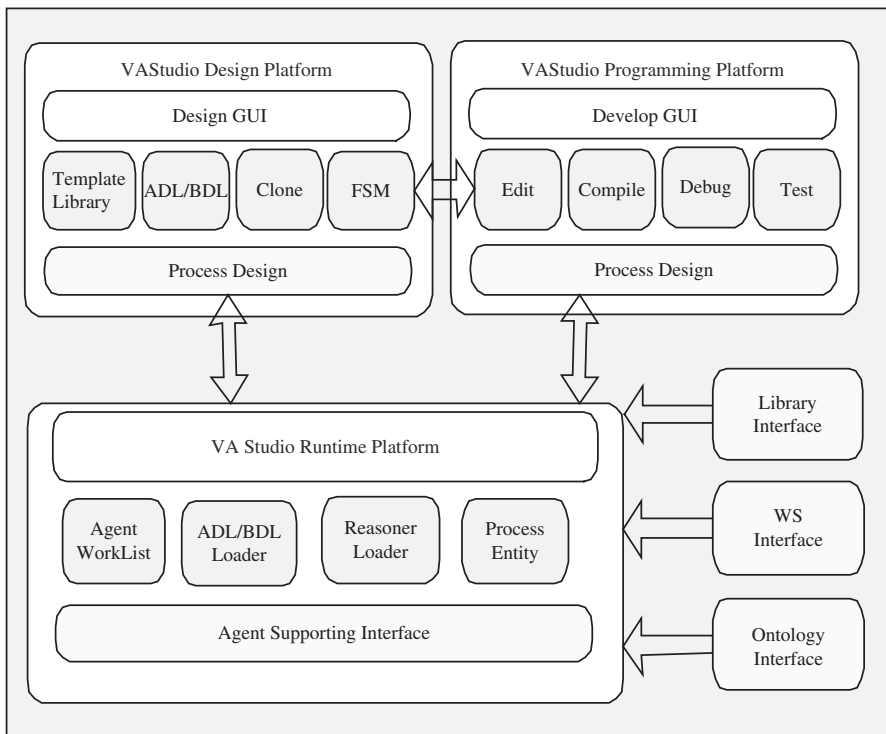 VAStudio Design Platform
Design GUI
Template
Library
ADL/BDL
Clone
FSM
Process Design
VAStudio Programming Platform
Develop GUI
Edit
Compile
Debug
Test
Process Design
VA Studio Runtime Platform
Agent
WorkList
ADL/BDL
Loader
Reasoner
Loader
Process
Entity
Agent Supporting Interface
Library
Interface
WS
Interface
Ontology
Interface